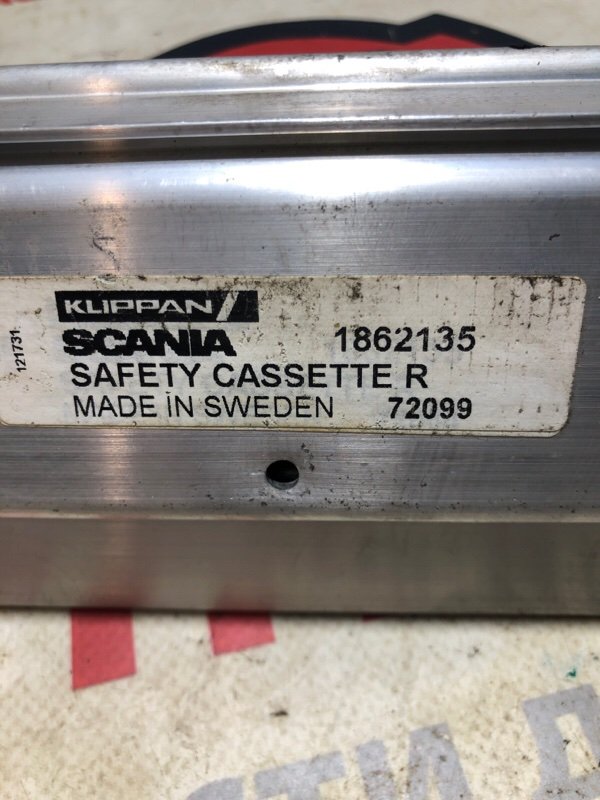 KLIPPAN
SCANIA 1862135
SAFETY CASSETTE R
MADE IN SWEDEN 72099
121731